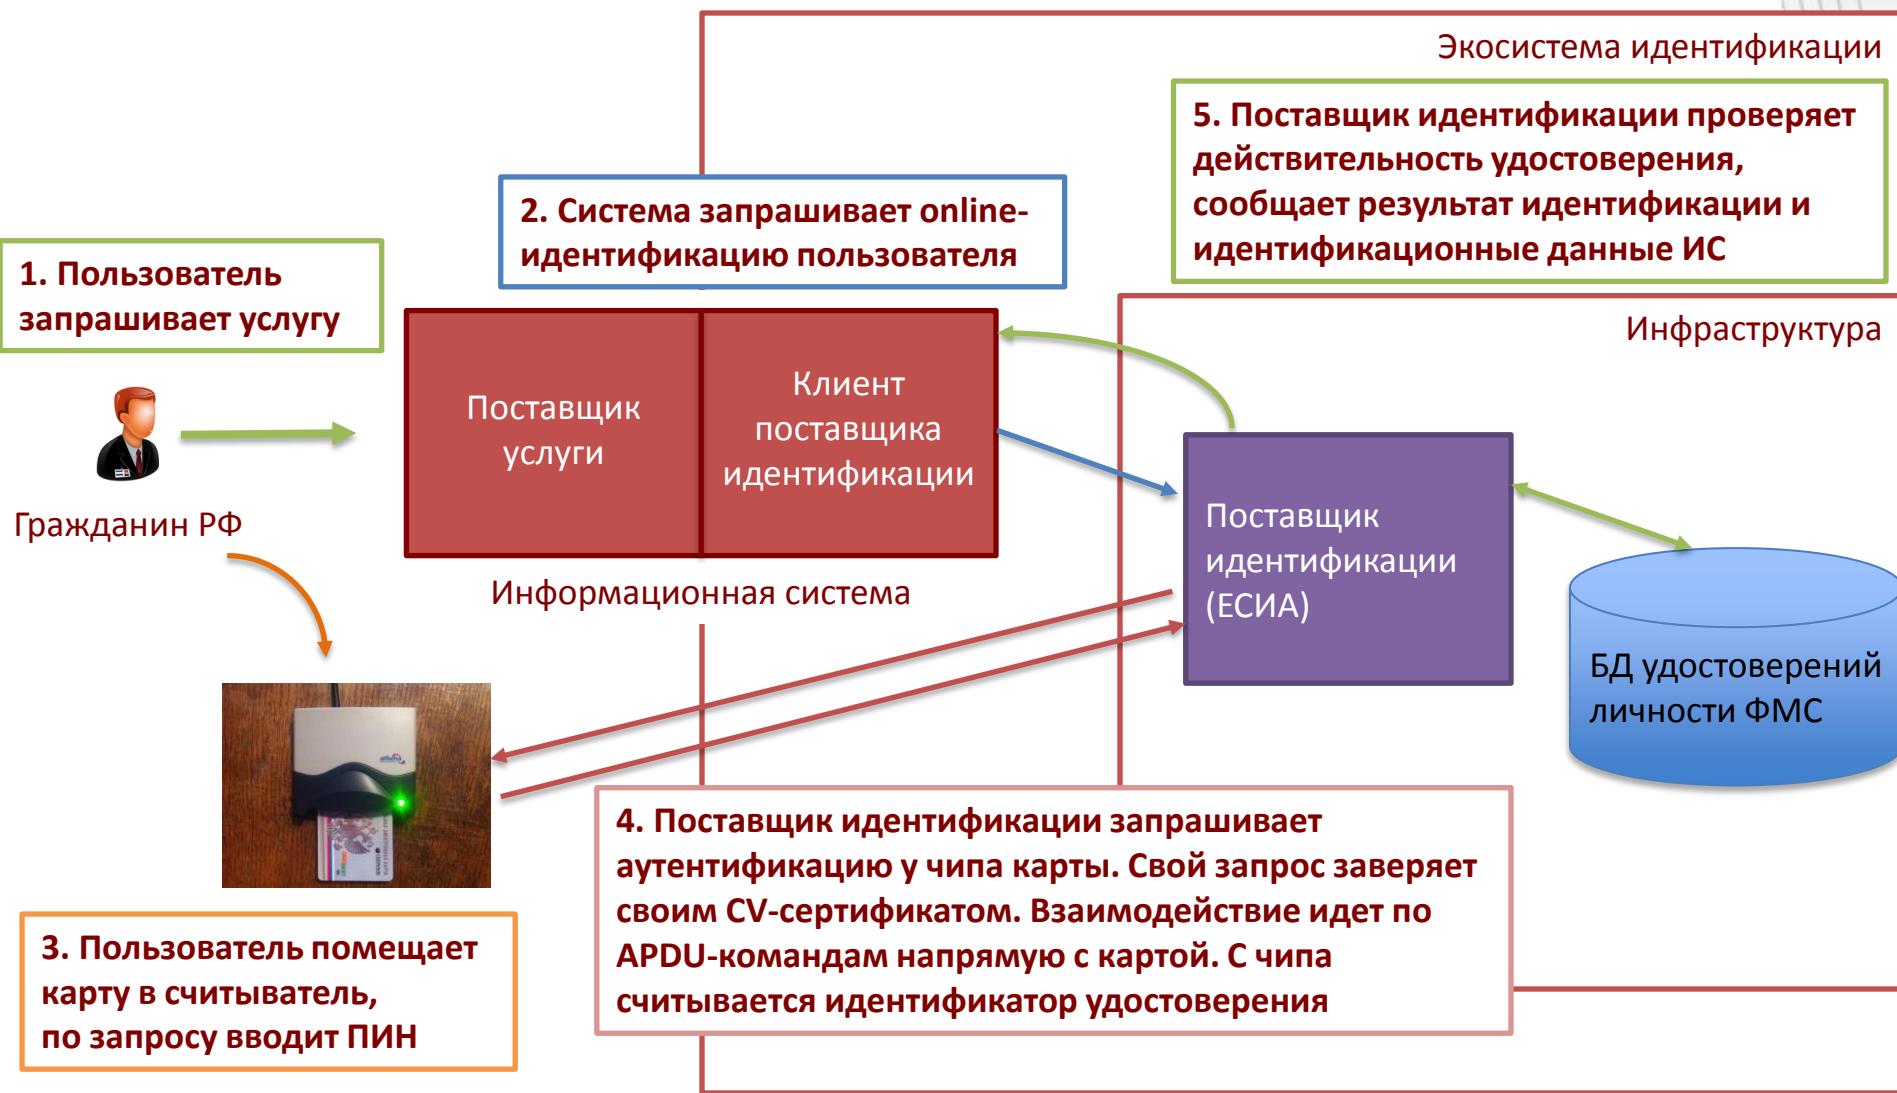 Экосистема идентификации
5. Поставщик идентификации проверяет
действительность удостоверения,
сообщает результат идентификации и
идентификационные данные ИС
2. Система запрашивает online-
идентификацию пользователя
1. Пользователь
запрашивает услугу
Инфраструктура
Поставщик
услуги
Клиент
поставщика
идентификации
Гражданин РФ
Поставщик
идентификации
(ЕСИА)
Информационная система
БД удостоверений
личности ФМС
4. Поставщик идентификации запрашивает
аутентификацию у чипа карты. Свой запрос заверяет
своим CV-сертификатом. Взаимодействие идет по
APDU-командам напрямую с картой. С чипа
считывается идентификатор удостоверения
3. Пользователь помещает
карту в считыватель,
по запросу вводит ПИН